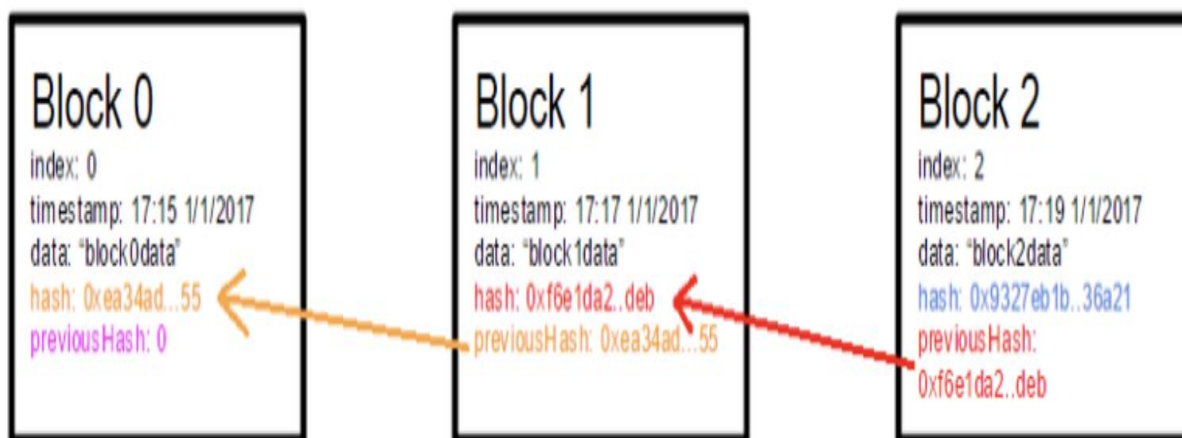 Block 0
index: 0
timestamp: 17:15 1/1/2017
data: “block0data”
hash: 0xea34ad...55
previousHash: 0
Block 1
index: 1
timestamp: 17:17 1/1/2017
data: “block1data”
hash: 0xf6e1da2..deb
previousHash: 0xea34ad...55
Block 2
index: 2
timestamp: 17:19 1/1/2017
data: “block2data”
hash: 0x9327eb1b..36a21
previousHash:
0xf6e1da2..deb